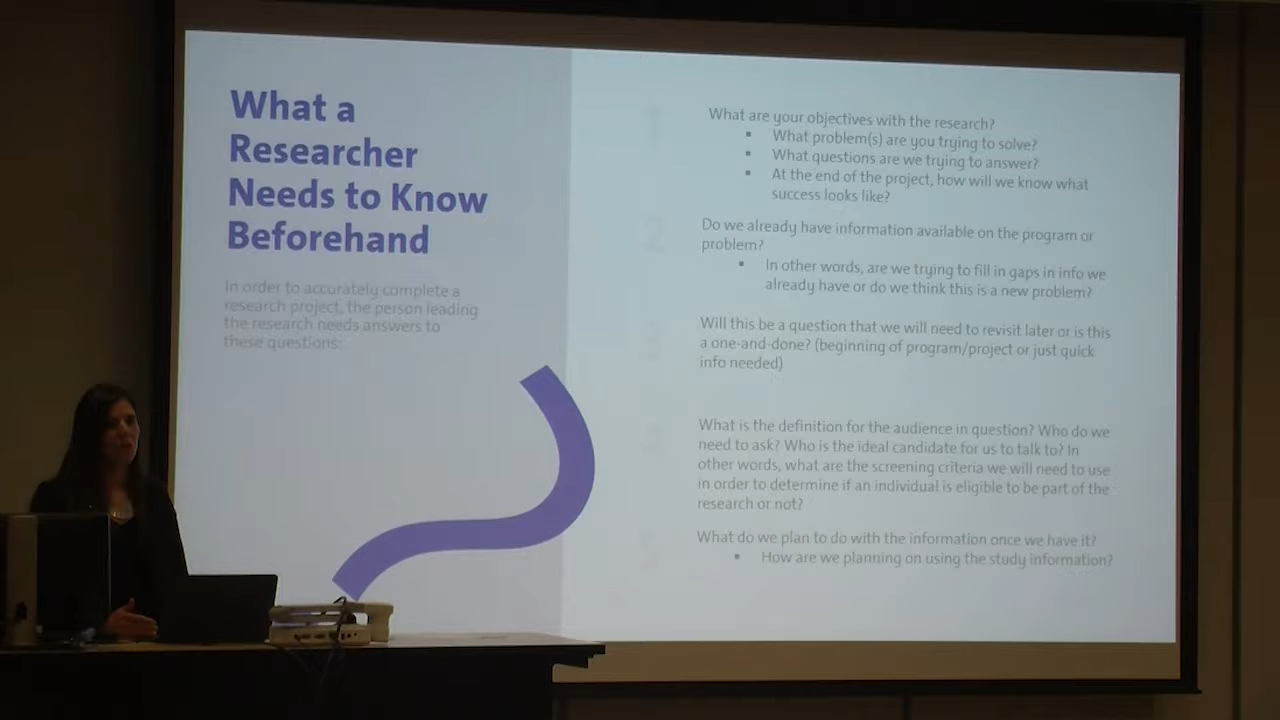 What a
Researcher
Needs to Know
Beforehand
In order to accurately complete a
research project, the person leading
the research needs answers to
these questions:
1
What are your objectives with the research?
▪ What problem(s) are you trying to solve?
▪ What questions are we trying to answer?
▪ At the end of the project, how will we know what
success looks like?
2
Do we already have information available on the program or
problem?
▪ In other words, are we trying to fill in gaps in info we
already have or do we think this is a new problem?
3
Will this be a question that we will need to revisit later or is this
a one-and-done? (beginning of program/project or just quick
info needed)
4
What is the definition for the audience in question? Who do we
need to ask? Who is the ideal candidate for us to talk to? In
other words, what are the screening criteria we will need to use
in order to determine if an individual is eligible to be part of the
research or not?
5
What do we plan to do with the information once we have it?
▪ How are we planning on using the study information?